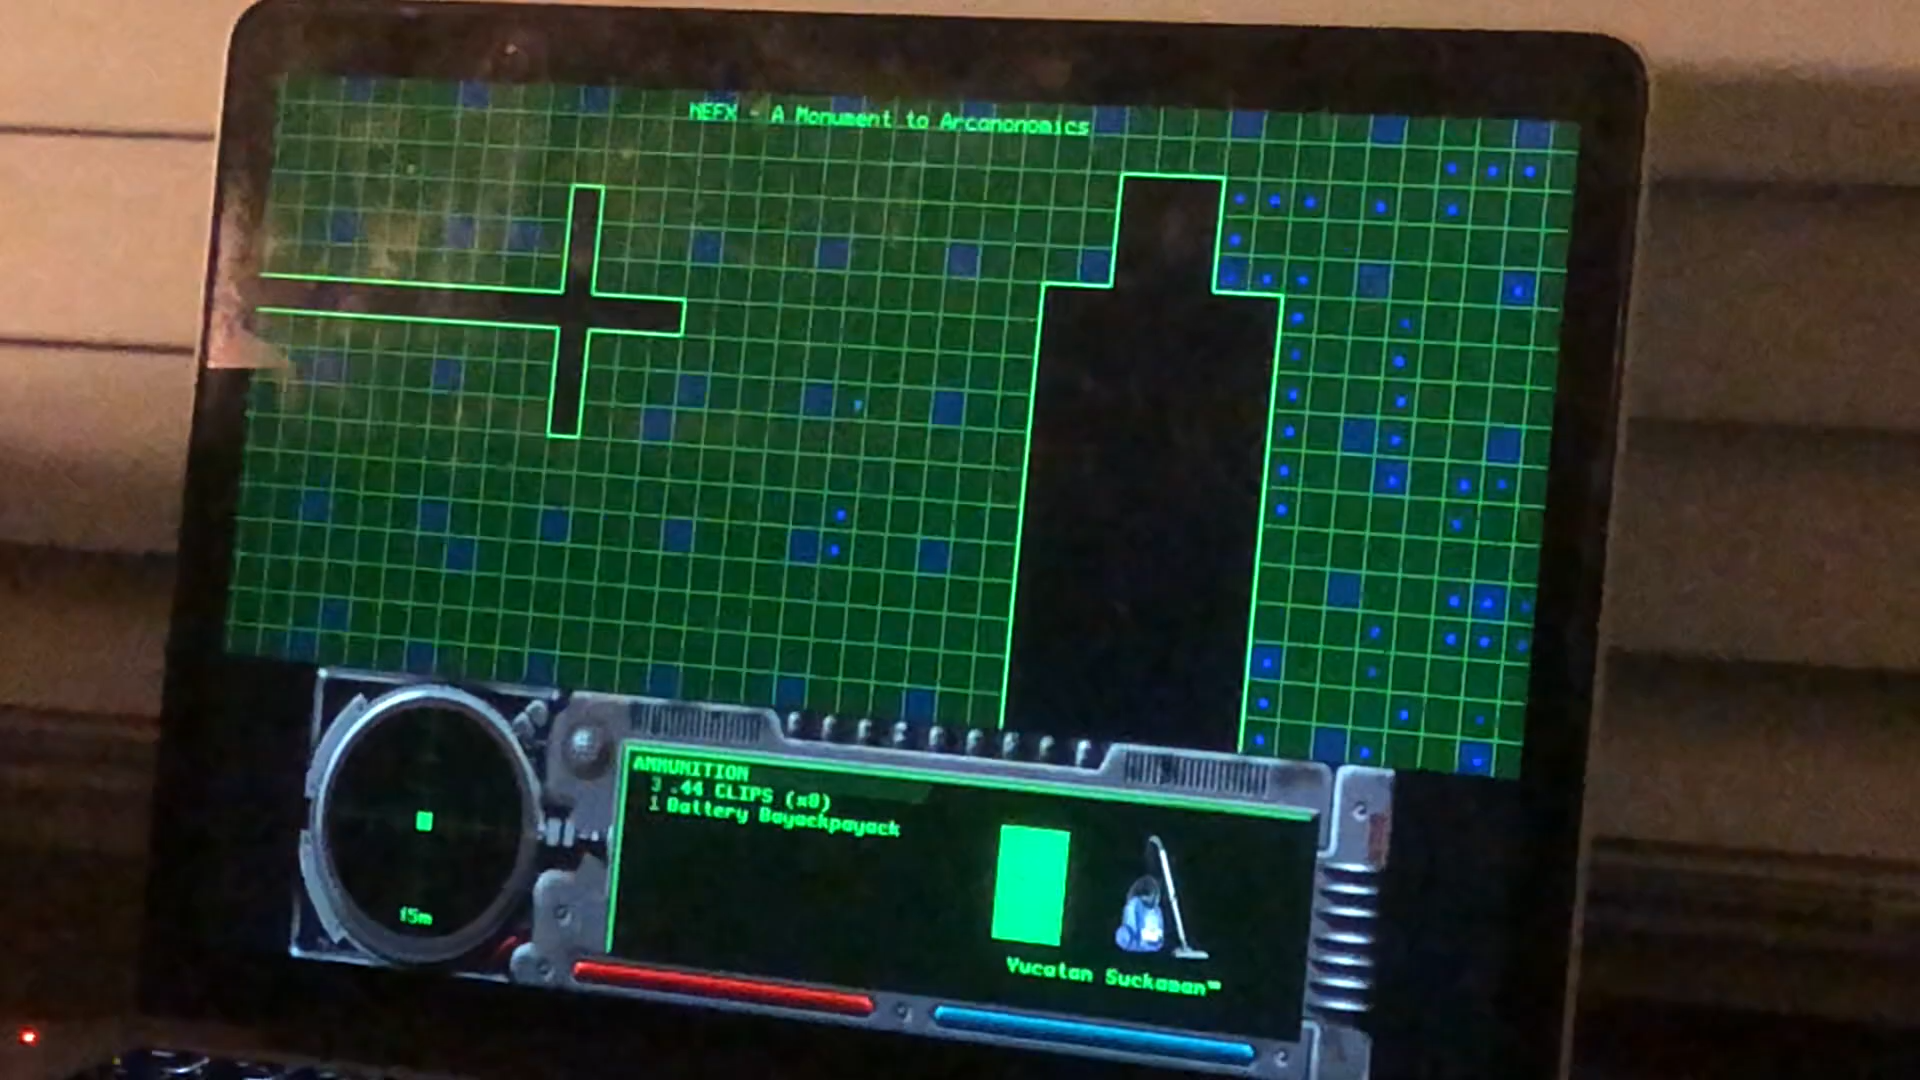 NEFX - A Monument to Arcanonomics
AMMUNITION
3 .44 CLIPS (x8)
1 Battery Bayackpayack
15m
Yucatan Suckaman™